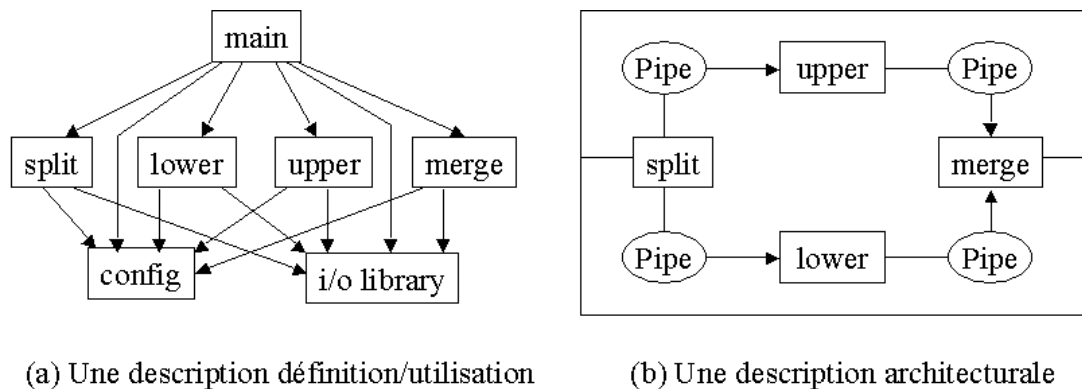 main
split
lower
upper
merge
config
i/o library
(a) Une description définition/utilisation
Pipe
upper
Pipe
split
merge
Pipe
lower
Pipe
(b) Une description architecturale